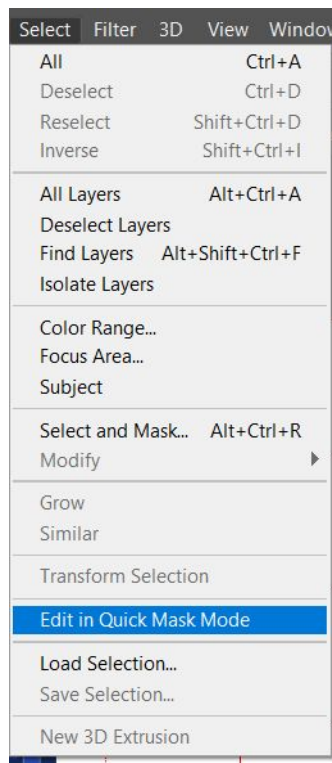 Select Filter 3D View Window
All Ctrl+A
Deselect Ctrl+D
Reselect Shift+Ctrl+D
Inverse Shift+Ctrl+I
All Layers Alt+Ctrl+A
Deselect Layers
Find Layers Alt+Shift+Ctrl+F
Isolate Layers
Color Range...
Focus Area...
Subject
Select and Mask... Alt+Ctrl+R
Modify
Grow
Similar
Transform Selection
Edit in Quick Mask Mode
Load Selection...
Save Selection...
New 3D Extrusion